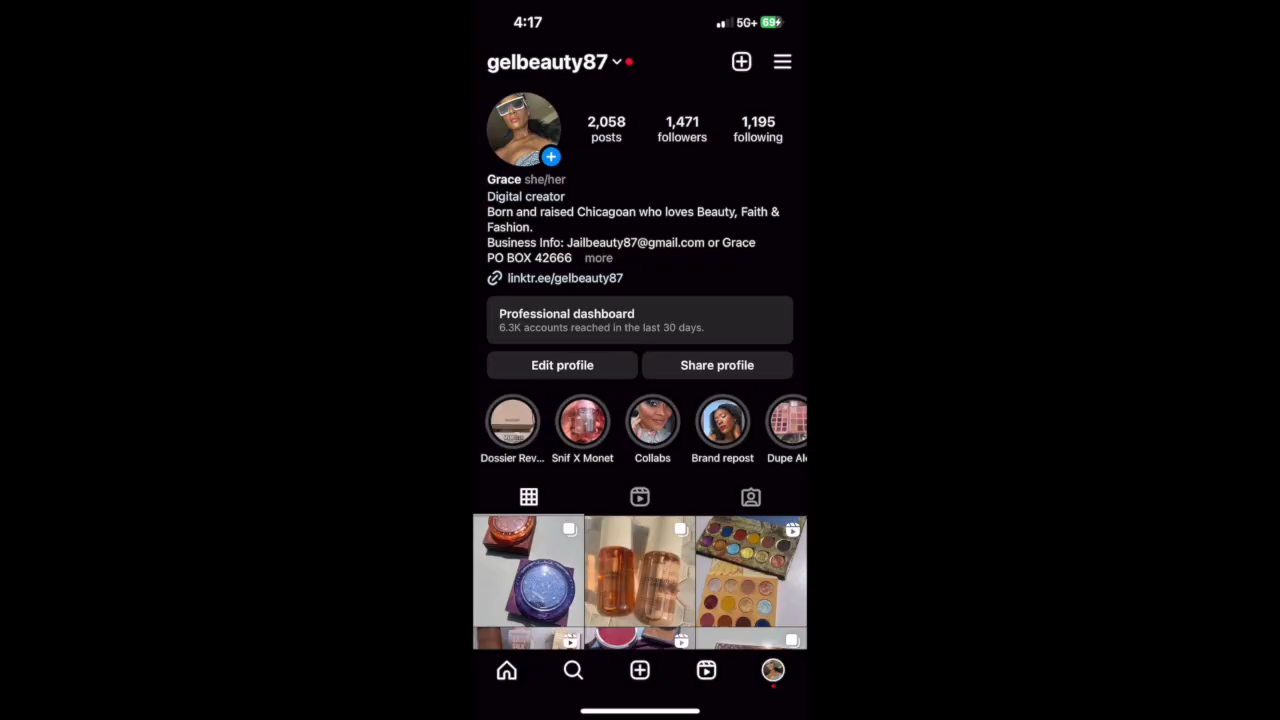 4:17
5G+ 69
gelbeauty87
2,058 1,471 1,195
posts followers following
Grace she/her
Digital creator
Born and raised Chicagoan who loves Beauty, Faith &
Fashion.
Business Info: Jailbeauty87@gmail.com or Grace
PO BOX 42666 more
linktr.ee/gelbeauty87
Professional dashboard
6.3K accounts reached in the last 30 days.
Edit profile Share profile
Dossier Rev... Snif X Monet Collabs Brand repost Dupe Al